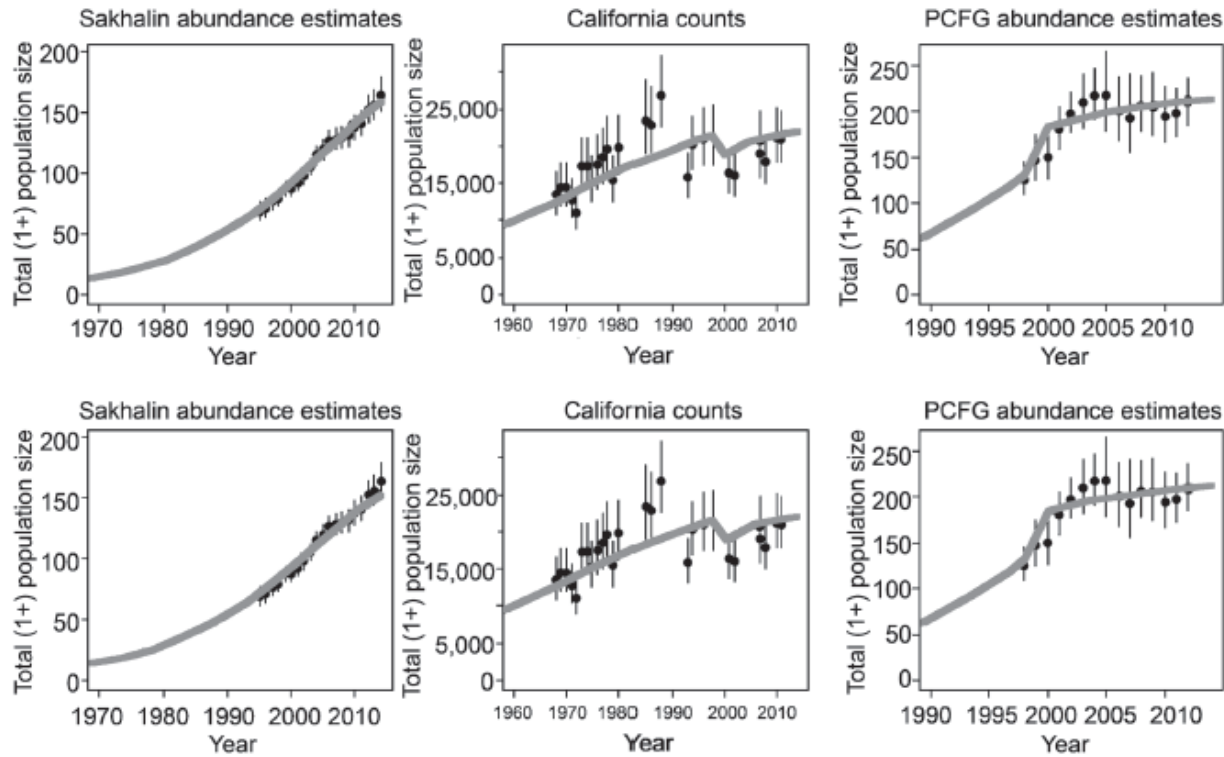 Sakhalin abundance estimates
Total (1+) population size
200
150
100
50
0
1970 1980 1990 2000 2010
Year
California counts
Total (1+) population size
25,000
15,000
5,000
0
1960 1970 1980 1990 2000 2010
Year
PCFG abundance estimates
Total (1+) population size
250
200
150
100
50
0
1990 1995 2000 2005 2010
Year
Sakhalin abundance estimates
Total (1+) population size
200
150
100
50
0
1970 1980 1990 2000 2010
Year
California counts
Total (1+) population size
25,000
15,000
5,000
0
1960 1970 1980 1990 2000 2010
Year
PCFG abundance estimates
Total (1+) population size
250
200
150
100
50
0
1990 1995 2000 2005 2010
Year